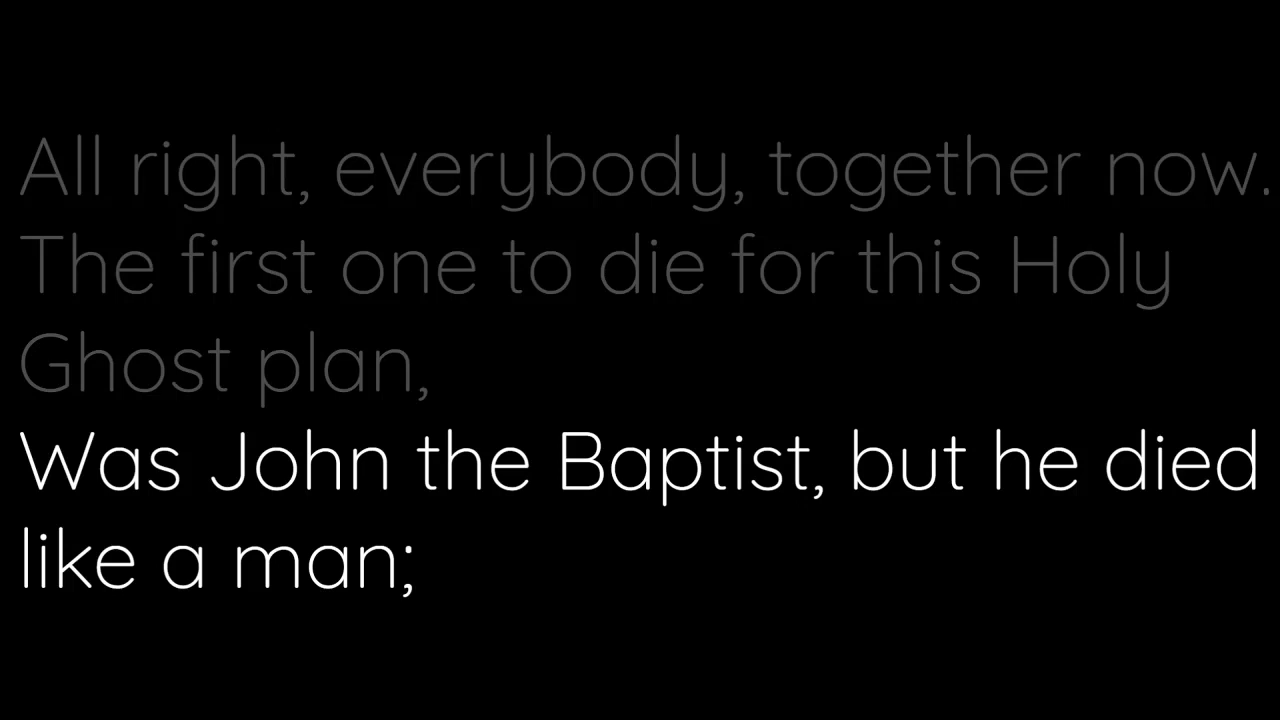 All right, everybody, together now.
The first one to die for this Holy
Ghost plan,
Was John the Baptist, but he died
like a man;